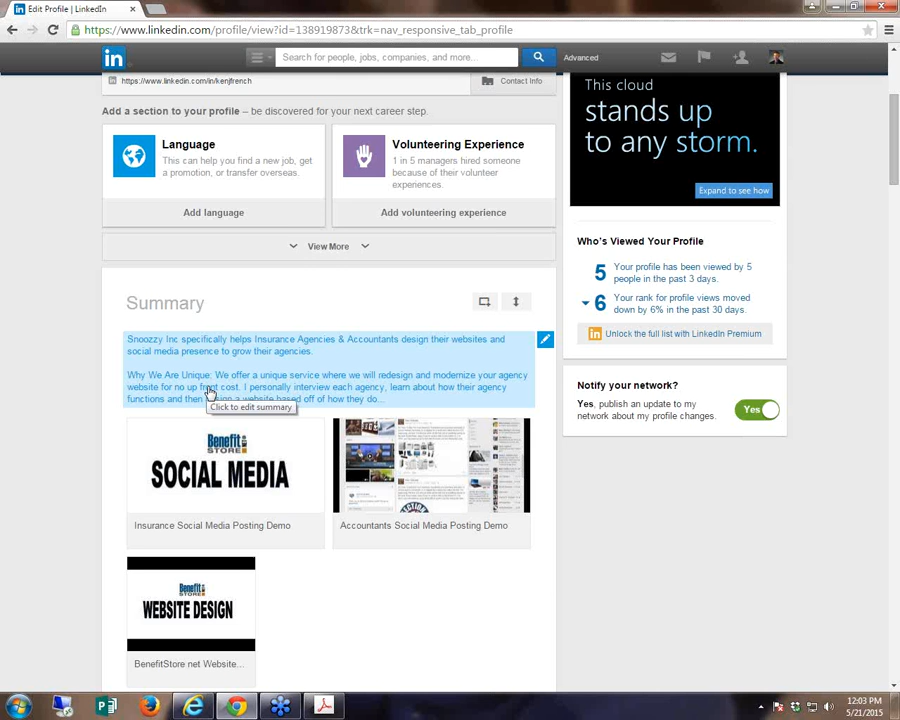 Edit Profile | LinkedIn
https://www.linkedin.com/profile/view?id=138919873&trk=nav_responsive_tab_profile
in
Search for people, jobs, companies, and more...
Advanced
https://www.linkedin.com/in/kenjfrench
Contact Info
Add a section to your profile – be discovered for your next career step.
Language
This can help you find a new job, get
a promotion, or transfer overseas.
Add language
Volunteering Experience
1 in 5 managers hired someone
because of their volunteer
experiences.
Add volunteering experience
View More
Summary
Snoozzy Inc specifically helps Insurance Agencies & Accountants design their websites and
social media presence to grow their agencies.
Why We Are Unique: We offer a unique service where we will redesign and modernize your agency
website for no up front cost. I personally interview each agency, learn about how their agency
functions and then design a website based off of how they do...
Click to edit summary
Benefit
STORE
SOCIAL MEDIA
Insurance Social Media Posting Demo
Accountants Social Media Posting Demo
Benefit
STORE
WEBSITE DESIGN
BenefitStore net Website...
This cloud
stands up
to any storm.
Expand to see how
Who's Viewed Your Profile
5 Your profile has been viewed by 5
people in the past 3 days.
6 Your rank for profile views moved
down by 6% in the past 30 days.
in Unlock the full list with LinkedIn Premium
Notify your network?
Yes, publish an update to my
network about my profile changes.
Yes
12:03 PM
5/21/2015